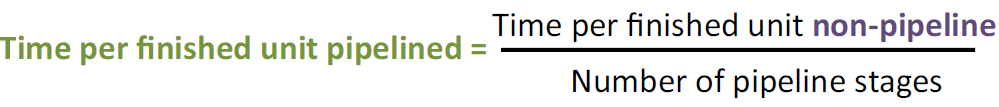 Time per finished unit pipelined =
Time per finished unit non-pipeline
Number of pipeline stages